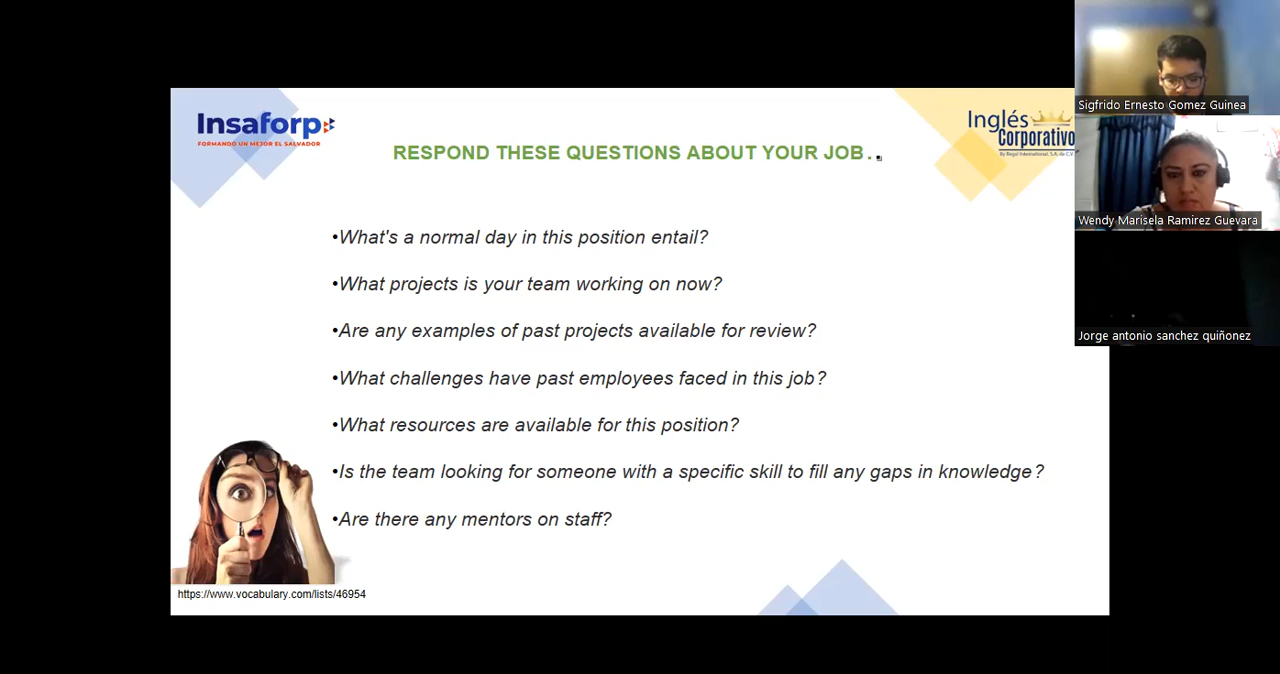 Insaforp
FORMANDO UN MEJOR EL SALVADOR
Inglés
Corporativo
By Regal International, S.A. de C.V.
RESPOND THESE QUESTIONS ABOUT YOUR JOB..
•What's a normal day in this position entail?
•What projects is your team working on now?
•Are any examples of past projects available for review?
•What challenges have past employees faced in this job?
•What resources are available for this position?
•Is the team looking for someone with a specific skill to fill any gaps in knowledge?
•Are there any mentors on staff?
https://www.vocabulary.com/lists/46954
Sigfrido Ernesto Gomez Guinea
Wendy Marisela Ramirez Guevara
Jorge antonio sanchez quiñonez